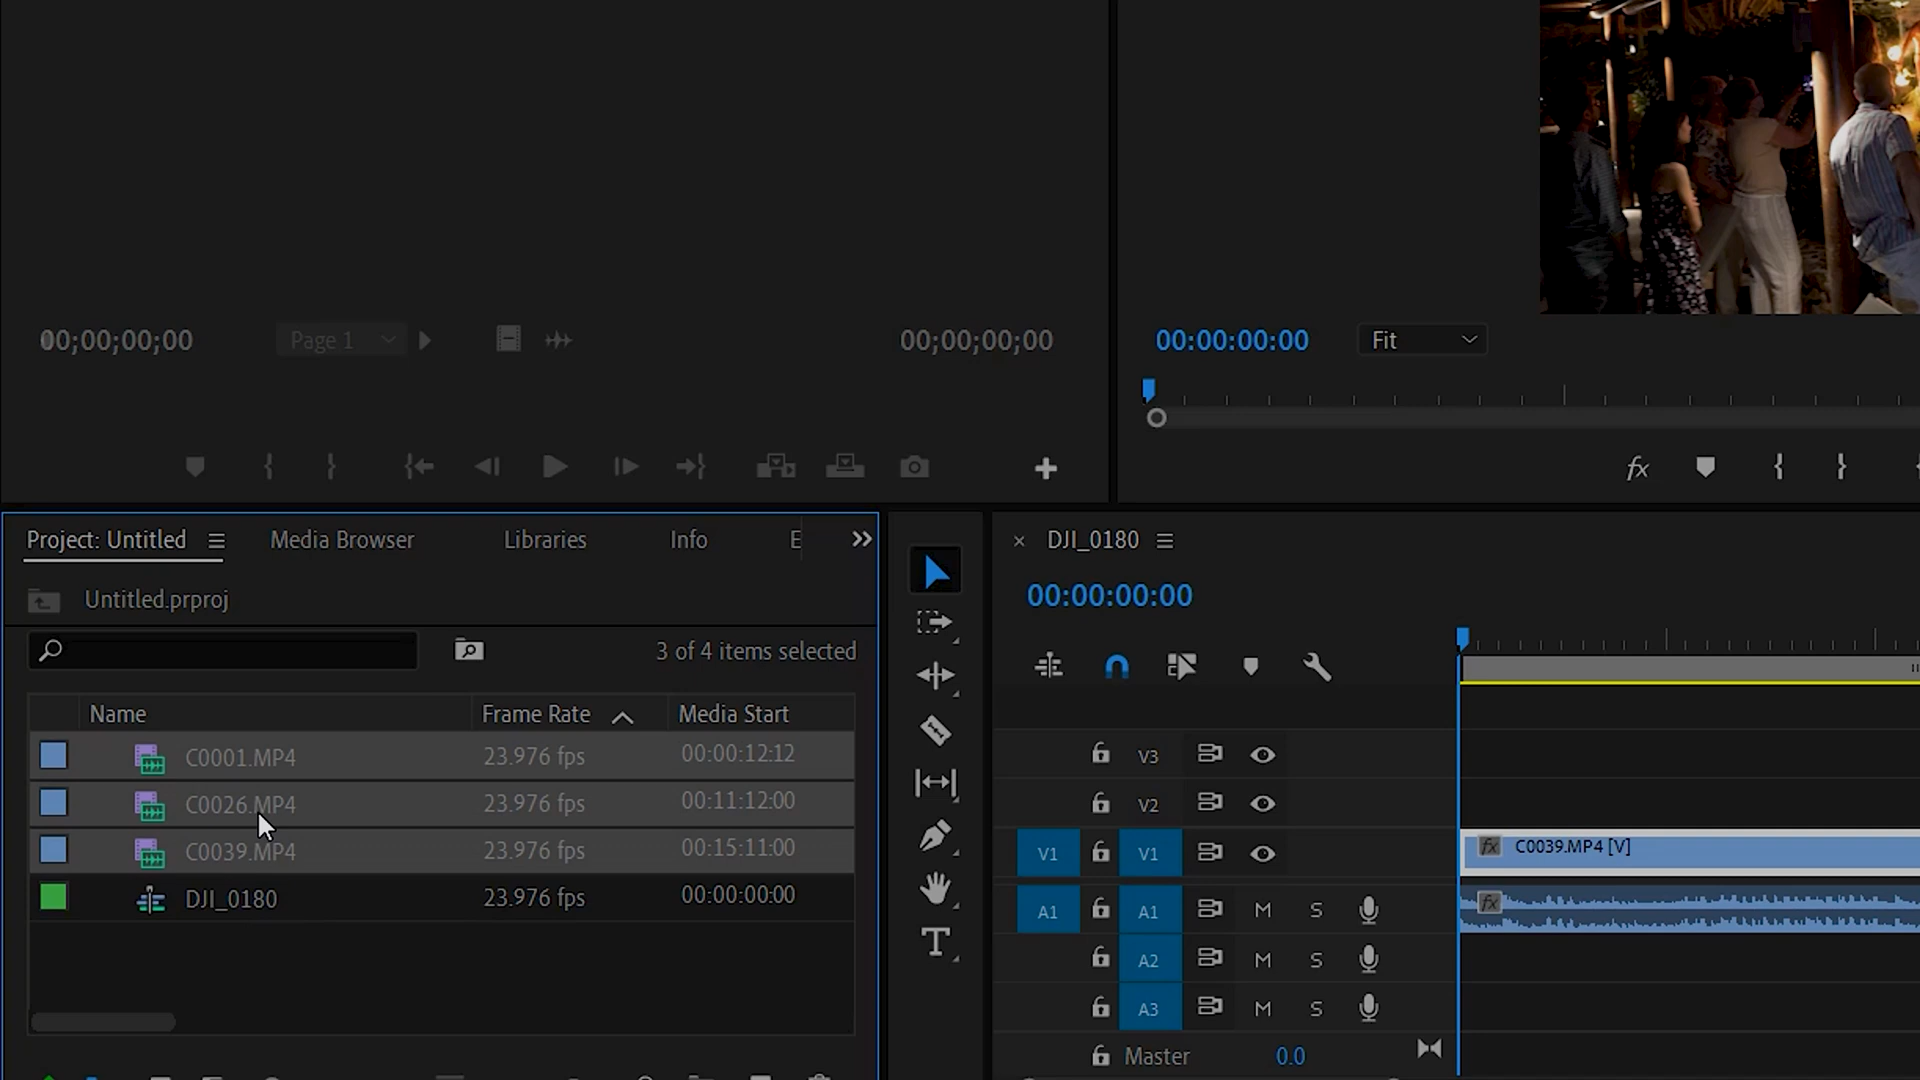 00;00;00;00
Page 1
00;00;00;00
00:00:00:00
Fit
fx
Project: Untitled
Media Browser
Libraries
Info
E
Untitled.prproj
3 of 4 items selected
Name
Frame Rate
Media Start
C0001.MP4
23.976 fps
00:00:12:12
C0026.MP4
23.976 fps
00:11:12:00
C0039.MP4
23.976 fps
00:15:11:00
DJI_0180
23.976 fps
00:00:00:00
T
DJI_0180
00:00:00:00
V3
V2
V1
V1
fx
C0039.MP4 [V]
A1
A1
M
S
fx
A2
M
S
A3
M
S
Master
0.0